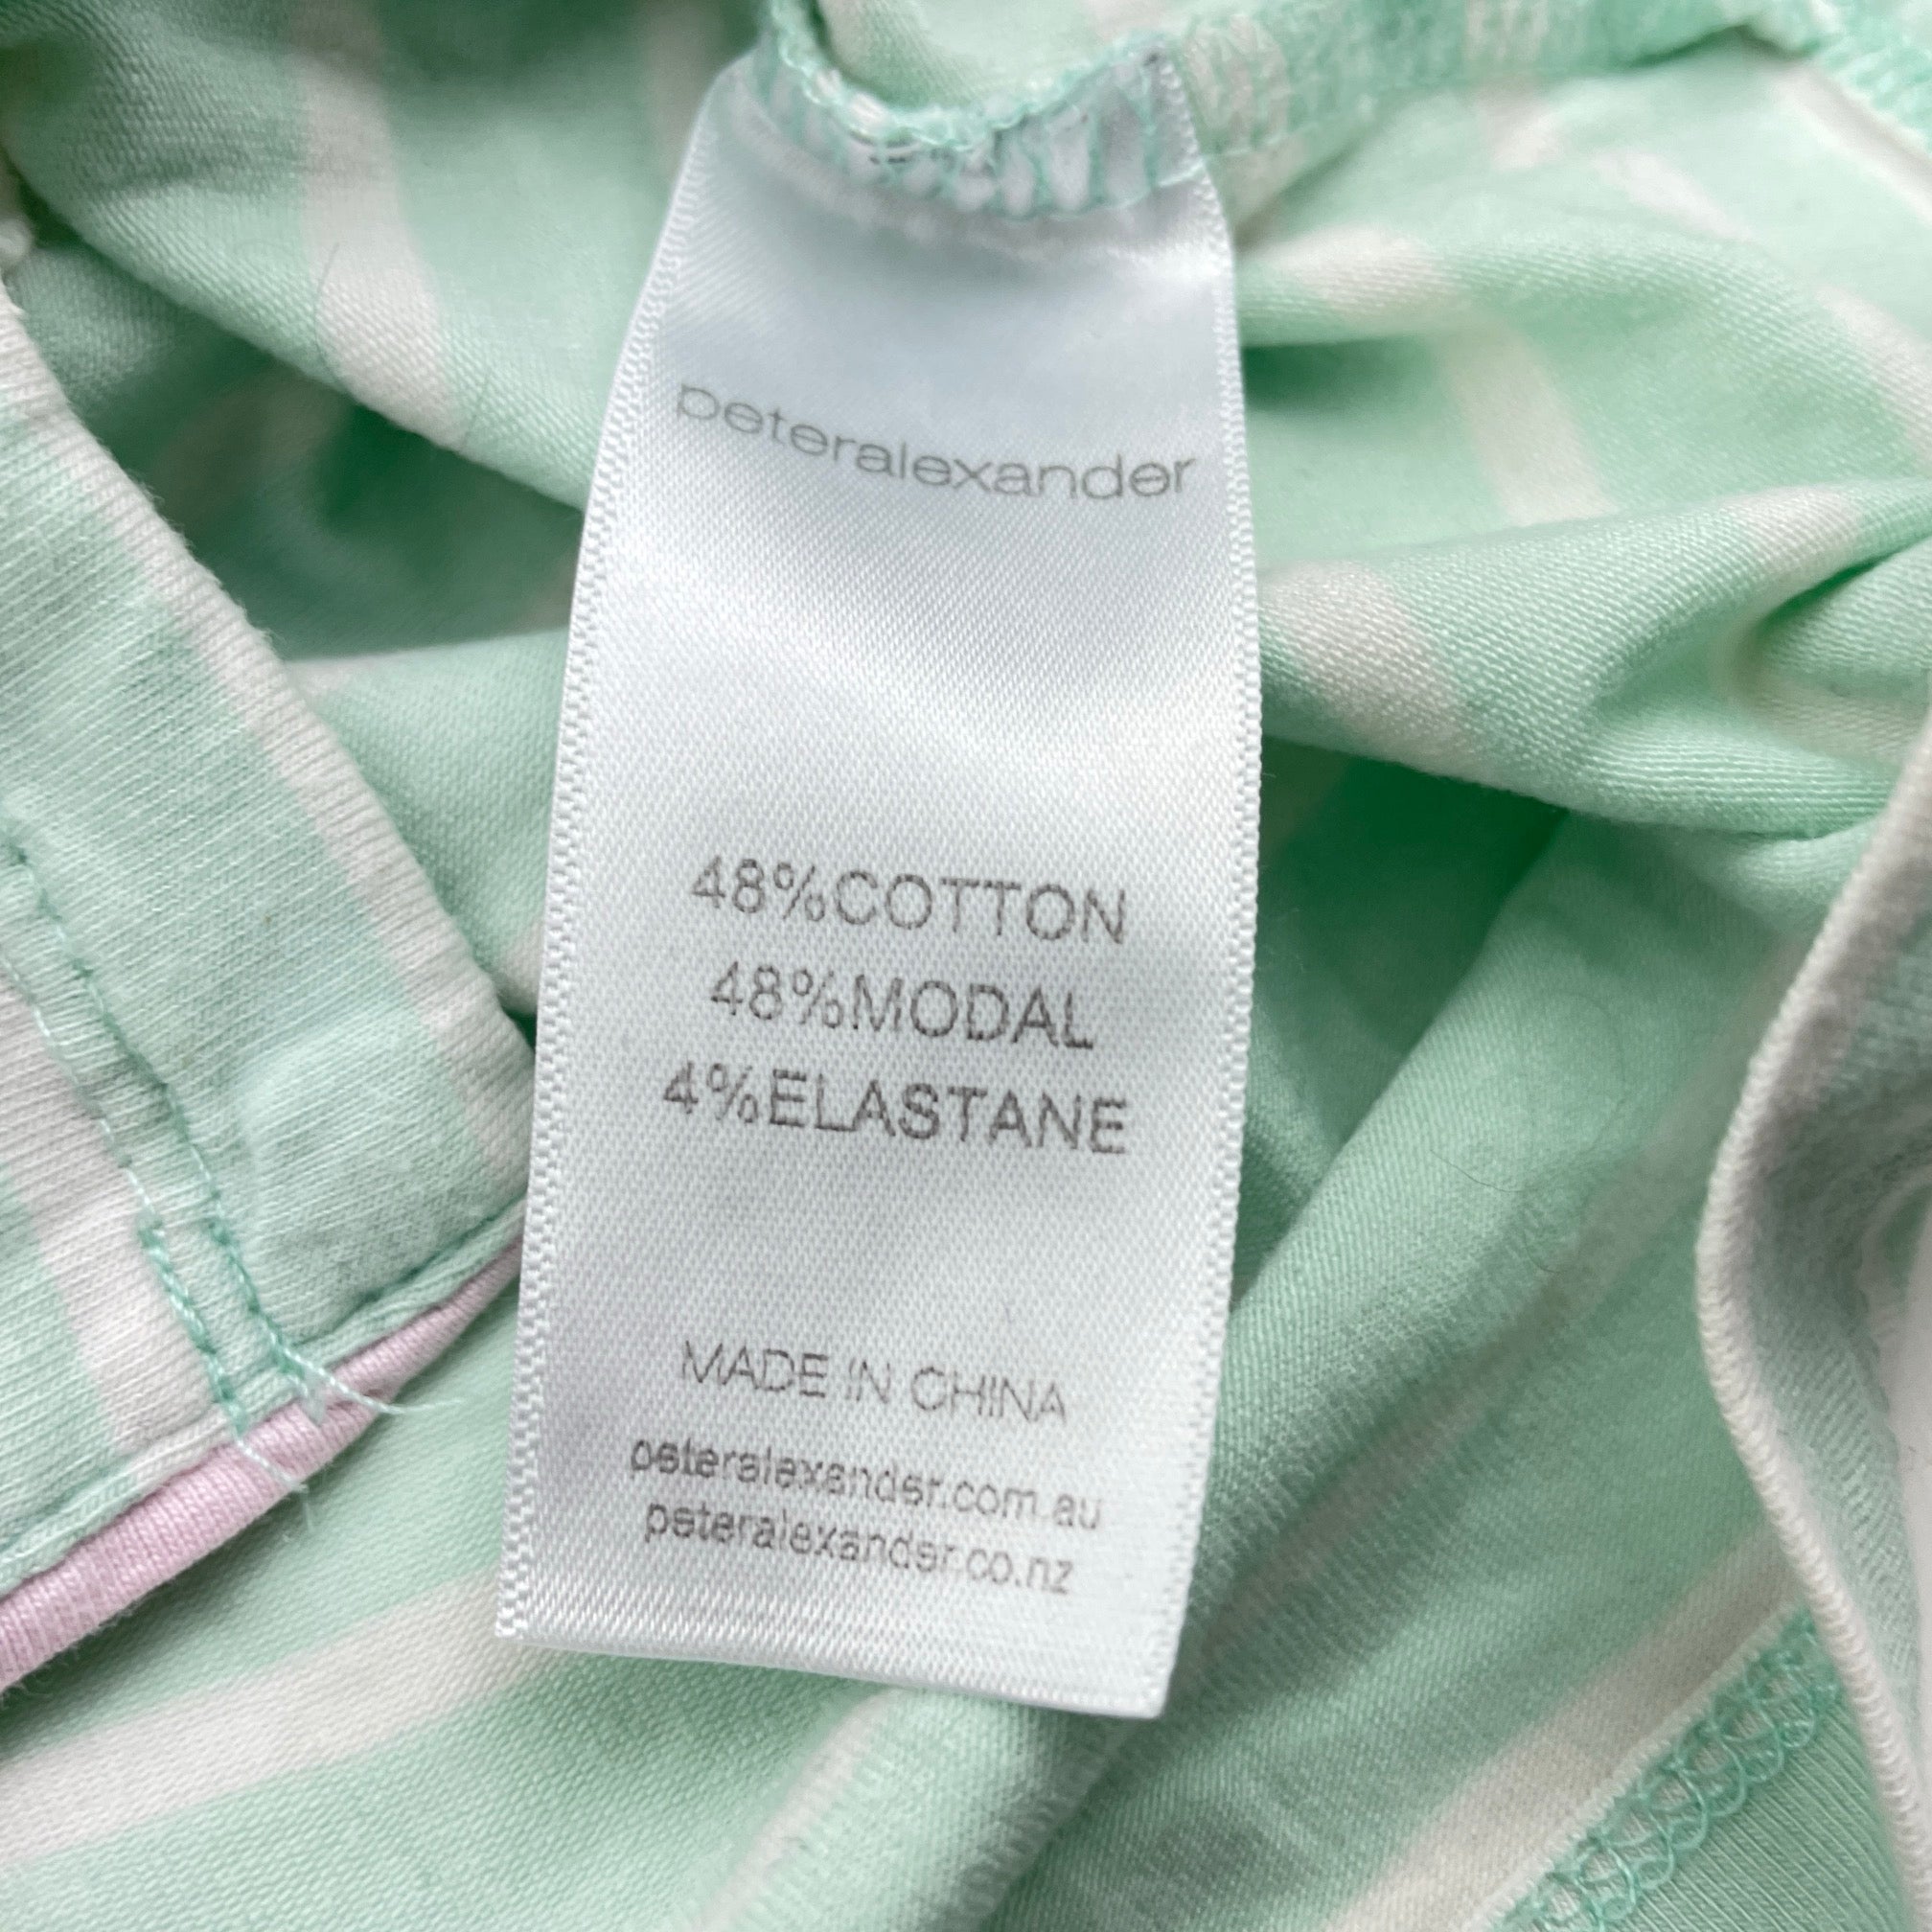 peteralexander
48%COTTON
48%MODAL
4%ELASTANE
MADE IN CHINA
peteralexander.com.au
peteralexander.co.nz